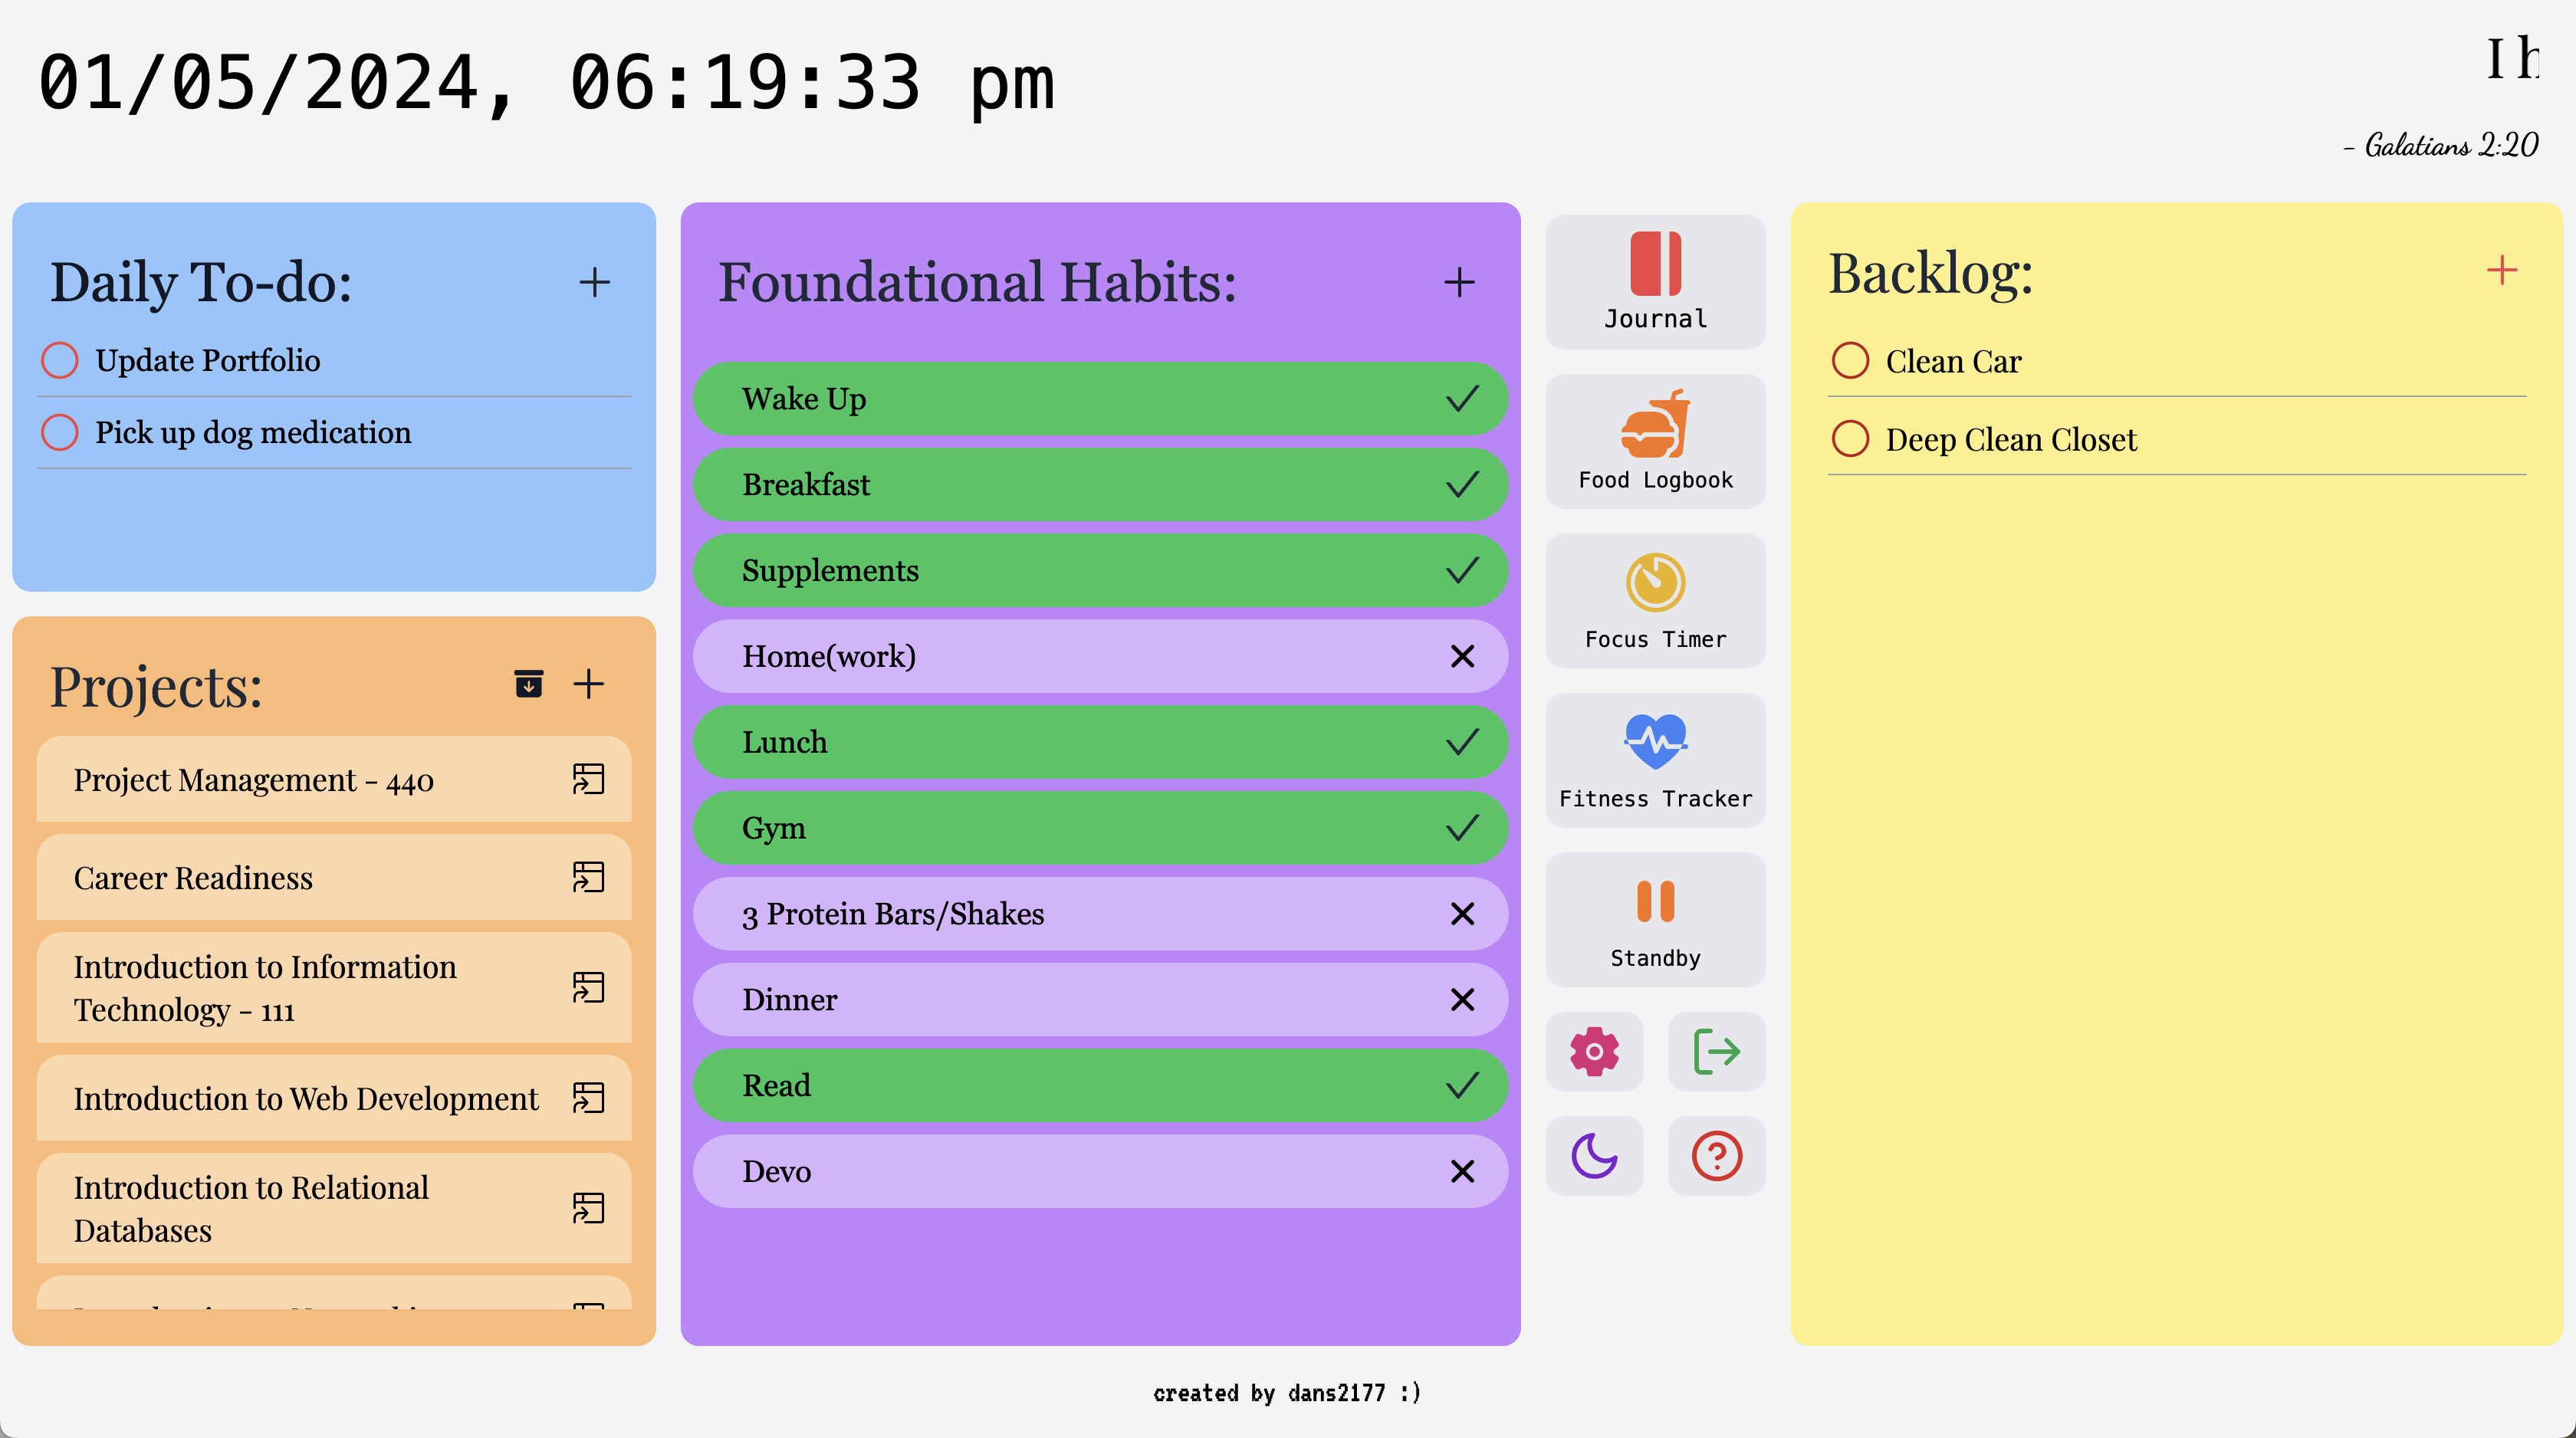 01/05/2024, 06:19:33 pm
I h
- Galatians 2:20
Daily To-do:
Update Portfolio
Pick up dog medication
Projects:
Project Management - 440
Career Readiness
Introduction to Information
Technology - 111
Introduction to Web Development
Introduction to Relational
Databases
Foundational Habits:
Wake Up
Breakfast
Supplements
Home(work)
Lunch
Gym
3 Protein Bars/Shakes
Dinner
Read
Devo
Journal
Food Logbook
Focus Timer
Fitness Tracker
Standby
Backlog:
Clean Car
Deep Clean Closet
created by dans2177 :)